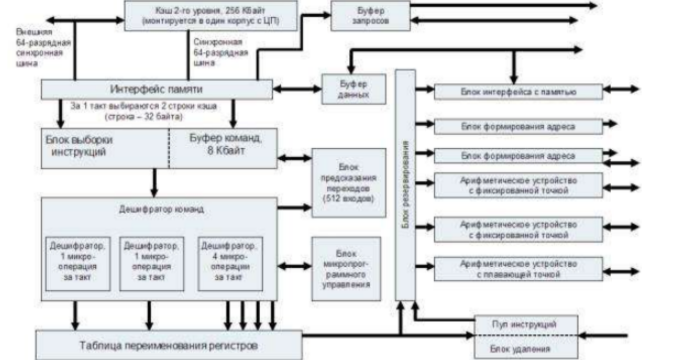 Кэш 2-го уровня, 256 Кбайт
(монтируется в один корпус с ЦП)
Буфер
запросов
Внешняя
64-разрядная
синхронная
шина
Синхронная
64-разрядная
шина
Интерфейс памяти
Буфер
данных
За 1 такт выбираются 2 строки кэша
(строка – 32 байта)
Блок выборки
инструкций
Буфер команд,
8 Кбайт
Блок
предсказания
переходов
(512 входов)
Дешифратор команд
Дешифратор,
1 микро-
операция
за такт
Дешифратор,
1 микро-
операция
за такт
Дешифратор,
4 микро-
операции
за такт
Блок
микропрог-
раммного
управления
Таблица переименования регистров
Блок резервирования
Блок интерфейса с памятью
Блок формирования адреса
Блок формирования адреса
Арифметическое устройство
с фиксированной точкой
Арифметическое устройство
с фиксированной точкой
Арифметическое устройство
с плавающей точкой
Пул инструкций
Блок удаления